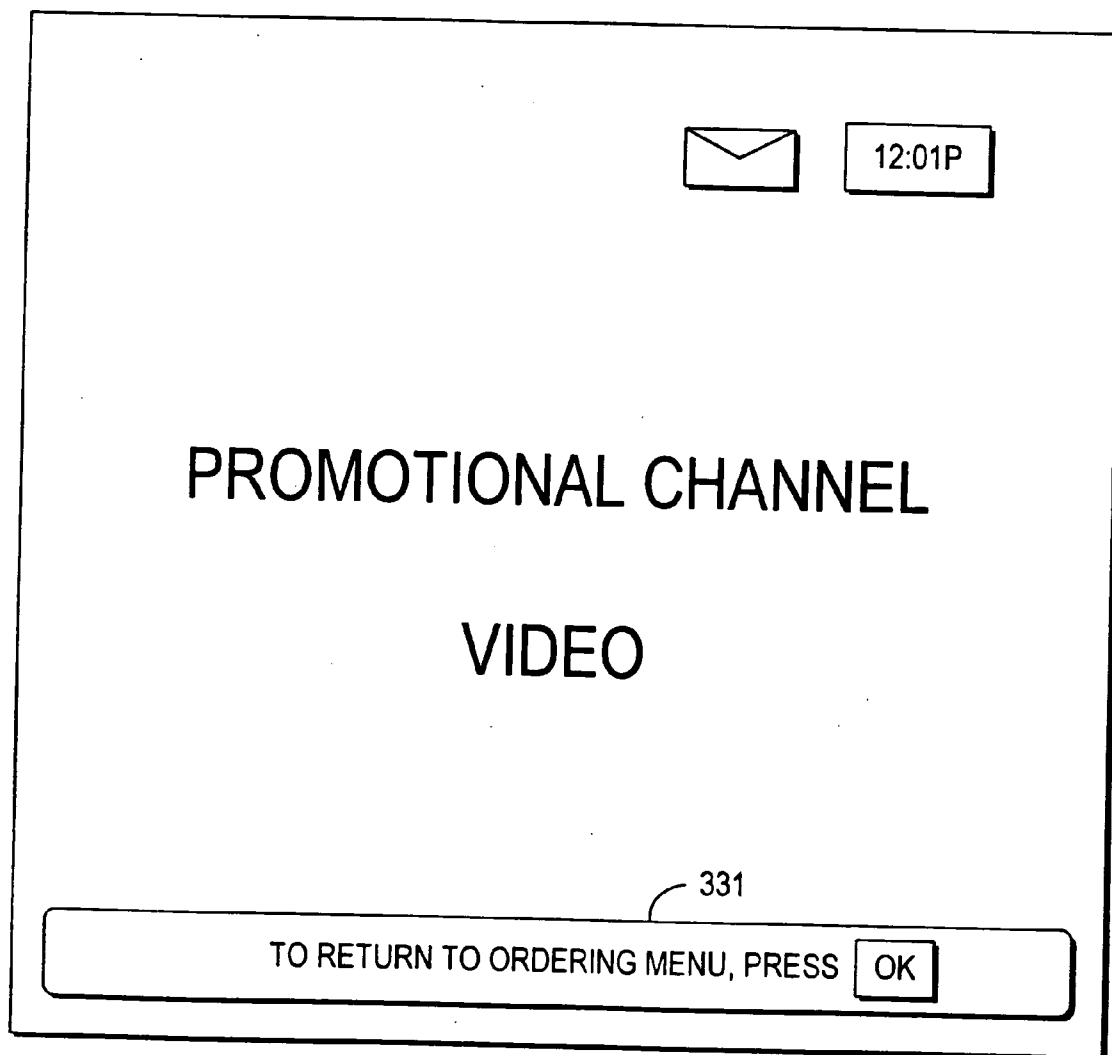 12:01P
PROMOTIONAL CHANNEL
VIDEO
331
TO RETURN TO ORDERING MENU, PRESS OK